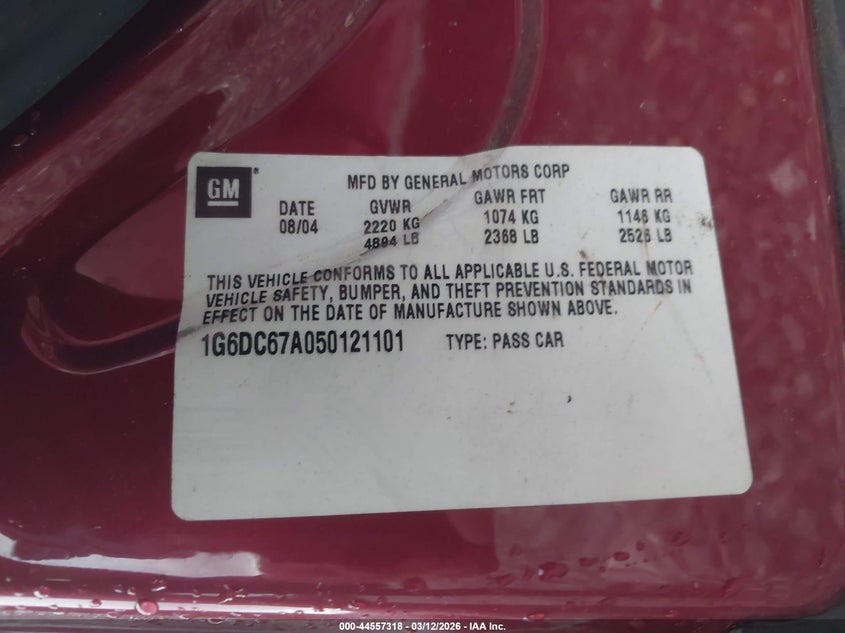 GM
MFD BY GENERAL MOTORS CORP
DATE GVWR GAWR FRT GAWR RR
08/04 2220 KG 1074 KG 1146 KG
4894 LB 2368 LB 2526 LB
THIS VEHICLE CONFORMS TO ALL APPLICABLE U.S. FEDERAL MOTOR
VEHICLE SAFETY, BUMPER, AND THEFT PREVENTION STANDARDS IN
EFFECT ON THE DATE OF MANUFACTURE SHOWN ABOVE.
1G6DC67A050121101 TYPE: PASS CAR
000-44557318 - 03/12/2026 - IAA Inc.